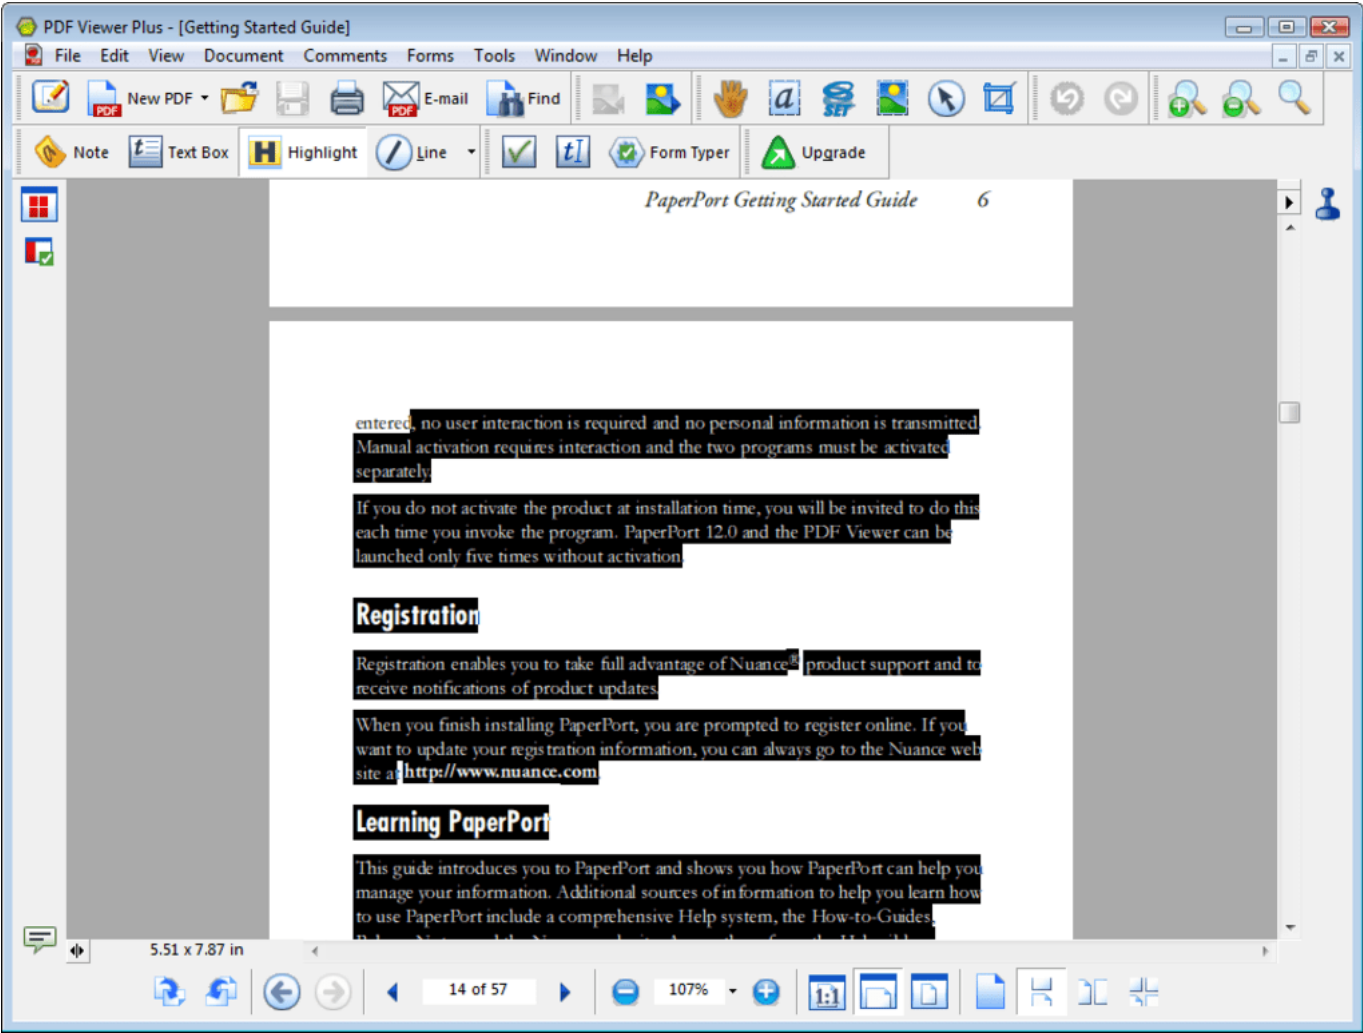 PDF Viewer Plus - [Getting Started Guide]
File Edit View Document Comments Forms Tools Window Help
PDF New PDF PDF E-mail Find a SET
Note t Text Box H Highlight Line tI Form Typer Upgrade
PaperPort Getting Started Guide 6
entered, no user interaction is required and no personal information is transmitted.
Manual activation requires interaction and the two programs must be activated
separately.
If you do not activate the product at installation time, you will be invited to do this
each time you invoke the program. PaperPort 12.0 and the PDF Viewer can be
launched only five times without activation.
Registration
Registration enables you to take full advantage of Nuance® product support and to
receive notifications of product updates.
When you finish installing PaperPort, you are prompted to register online. If you
want to update your registration information, you can always go to the Nuance web
site at http://www.nuance.com.
Learning PaperPort
This guide introduces you to PaperPort and shows you how PaperPort can help you
manage your information. Additional sources of information to help you learn how
to use PaperPort include a comprehensive Help system, the How-to-Guides,
5.51 x 7.87 in
14 of 57 107% 1:1